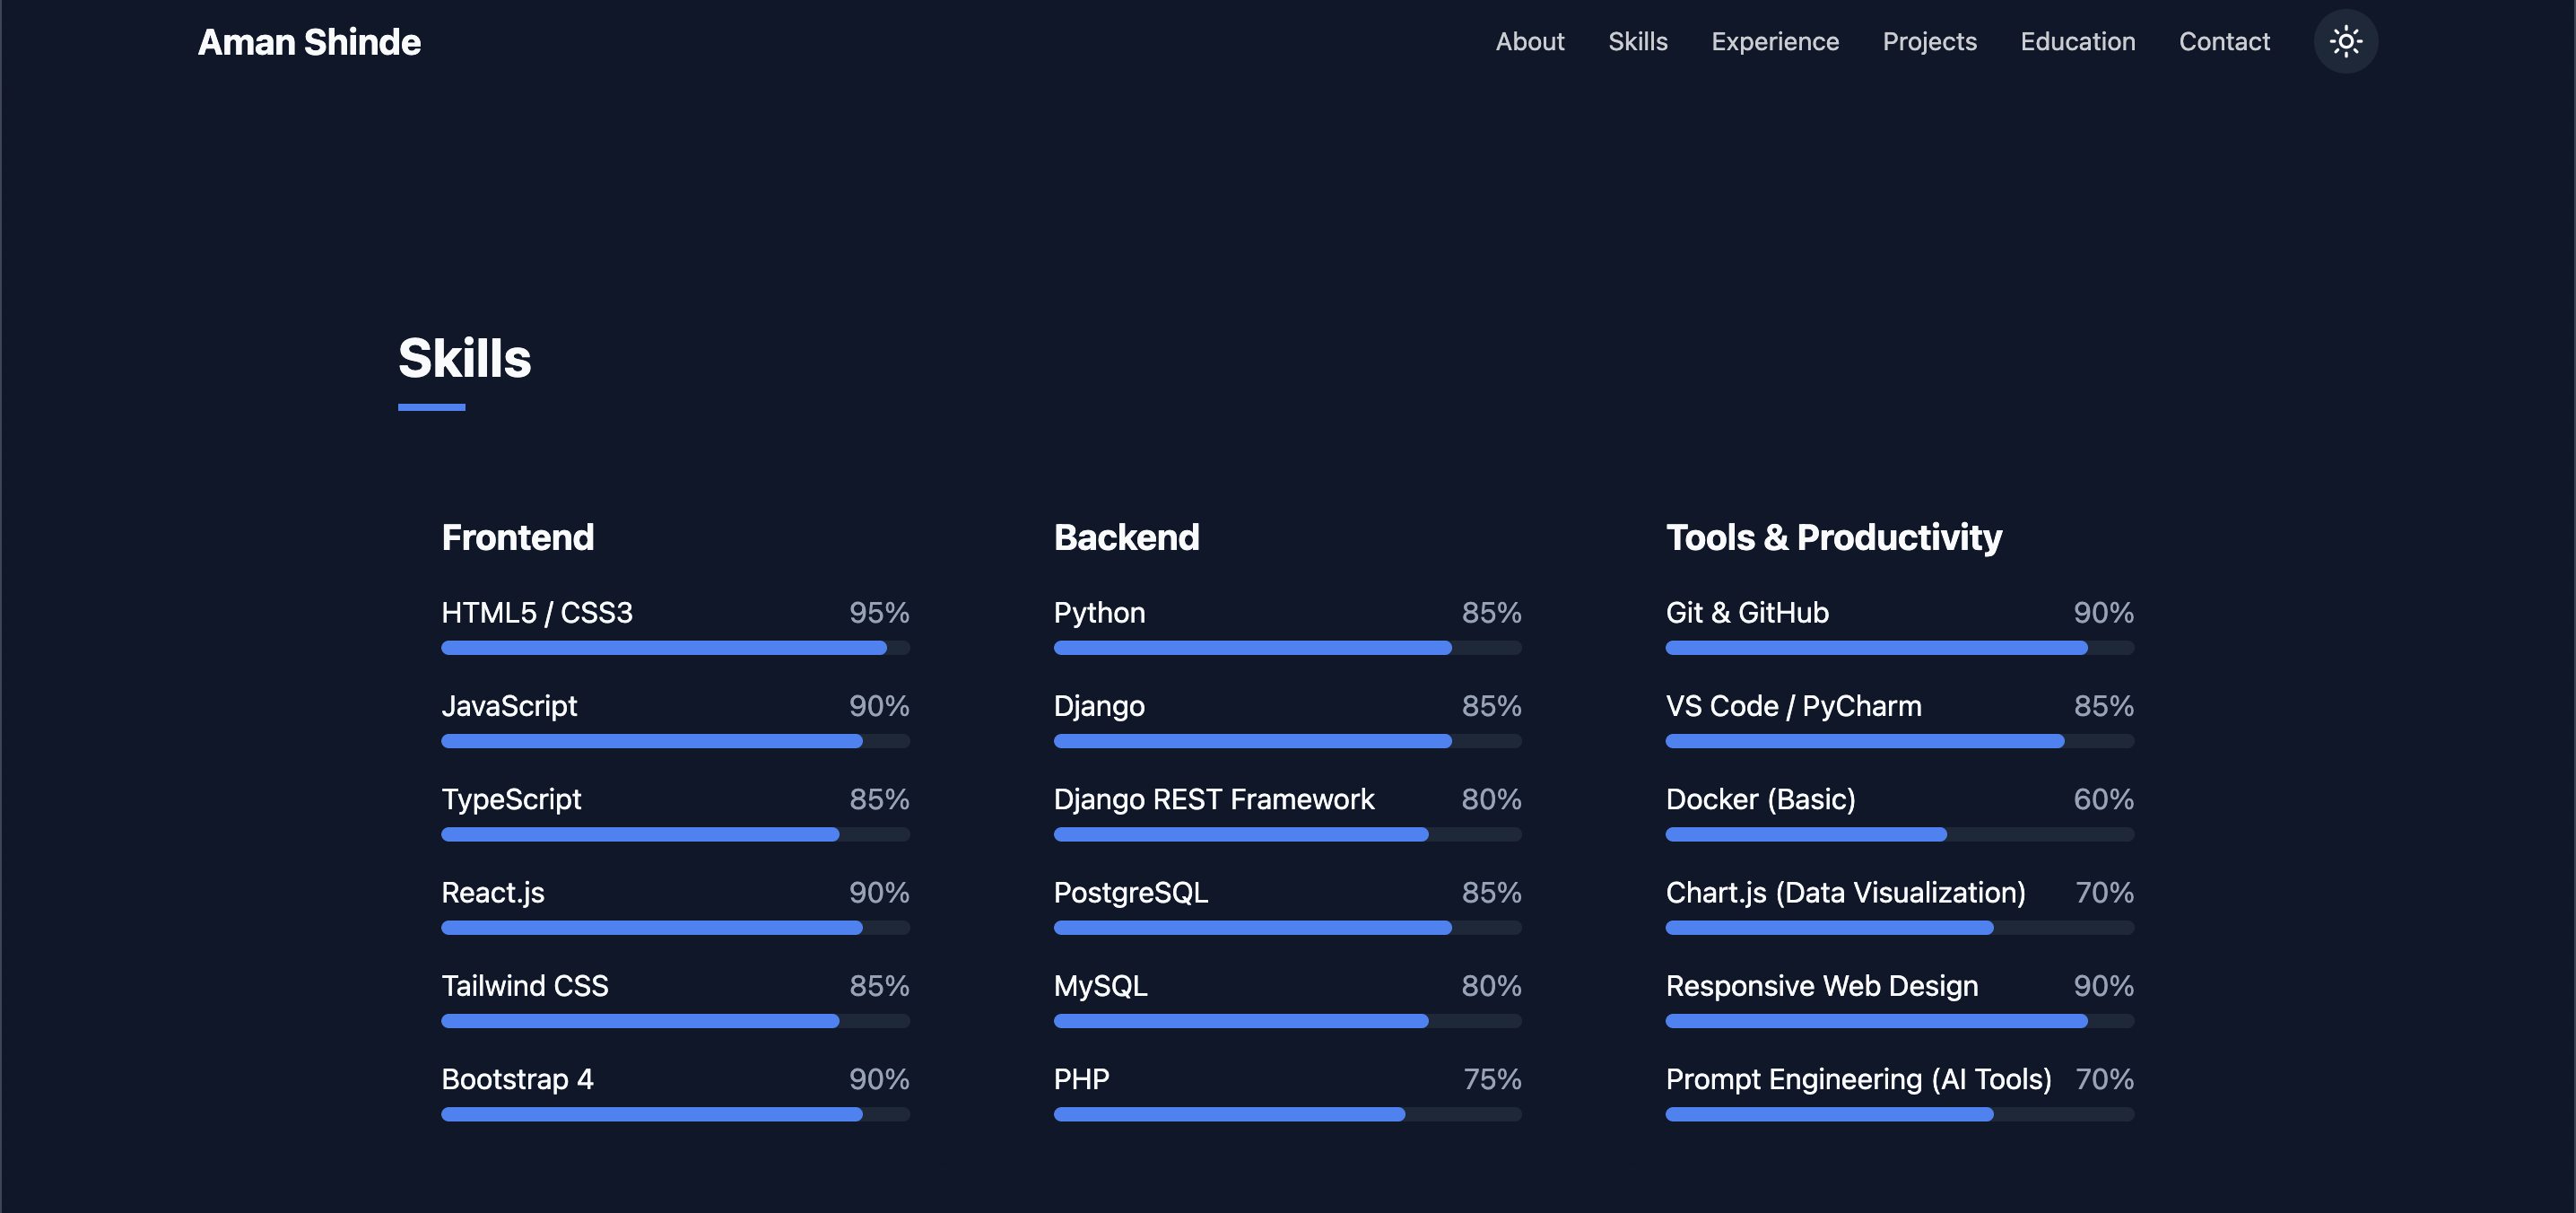 Aman Shinde
About Skills Experience Projects Education Contact
Skills
Frontend
HTML5 / CSS3 95%
JavaScript 90%
TypeScript 85%
React.js 90%
Tailwind CSS 85%
Bootstrap 4 90%
Backend
Python 85%
Django 85%
Django REST Framework 80%
PostgreSQL 85%
MySQL 80%
PHP 75%
Tools & Productivity
Git & GitHub 90%
VS Code / PyCharm 85%
Docker (Basic) 60%
Chart.js (Data Visualization) 70%
Responsive Web Design 90%
Prompt Engineering (AI Tools) 70%